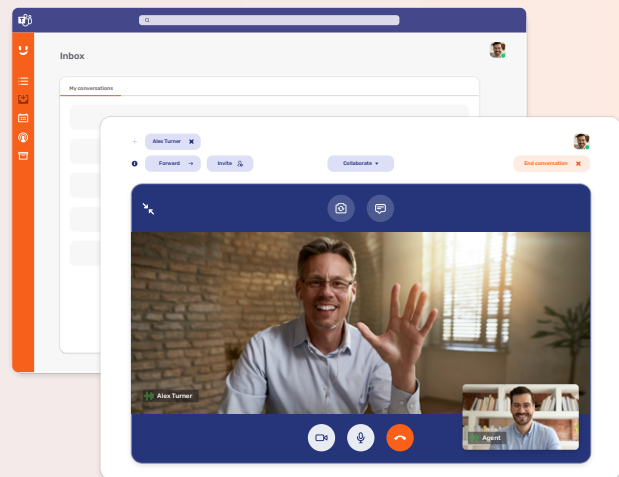 Inbox
My conversations
Alex Turner
Forward
Invite
Collaborate
End conversation
Alex Turner
Agent